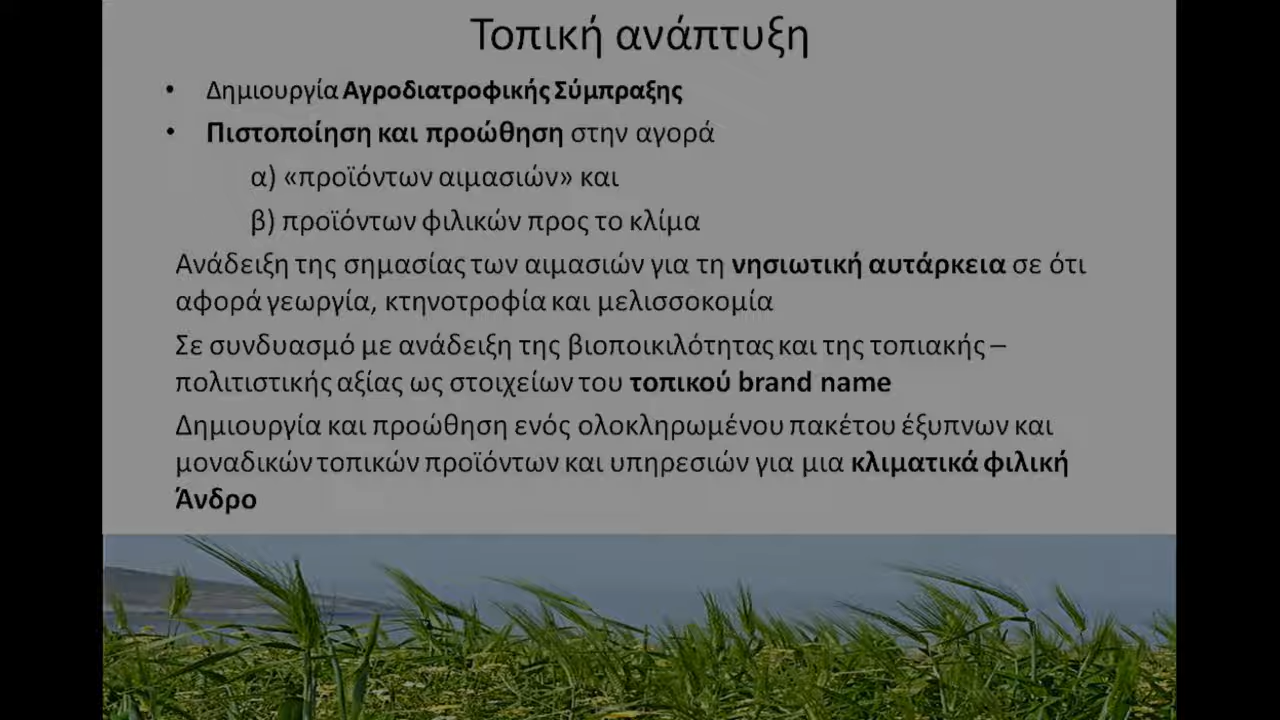 Τοπική ανάπτυξη
• Δημιουργία Αγροδιατροφικής Σύμπραξης
• Πιστοποίηση και προώθηση στην αγορά
α) «προϊόντων αιμασιών» και
β) προϊόντων φιλικών προς το κλίμα
Ανάδειξη της σημασίας των αιμασιών για τη νησιωτική αυτάρκεια σε ότι
αφορά γεωργία, κτηνοτροφία και μελισσοκομία
Σε συνδυασμό με ανάδειξη της βιοποικιλότητας και της τοπιακής –
πολιτιστικής αξίας ως στοιχείων του τοπικού brand name
Δημιουργία και προώθηση ενός ολοκληρωμένου πακέτου έξυπνων και
μοναδικών τοπικών προϊόντων και υπηρεσιών για μια κλιματικά φιλική
Άνδρο